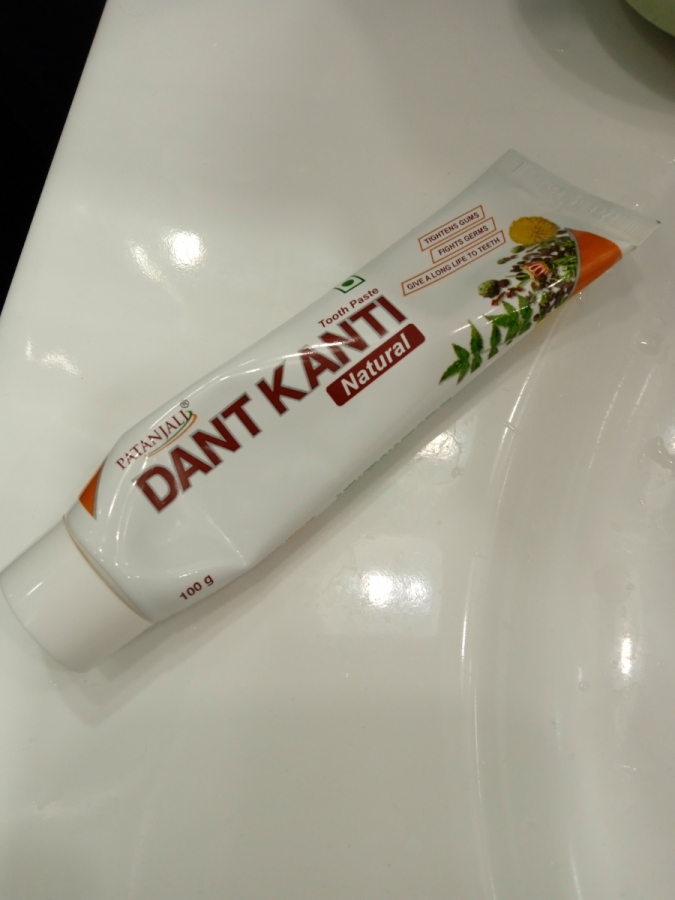 PATANJALI®
Tooth Paste
DANT KANTI
Natural
TIGHTENS GUMS
FIGHTS GERMS
GIVE A LONG LIFE TO TEETH
100 g